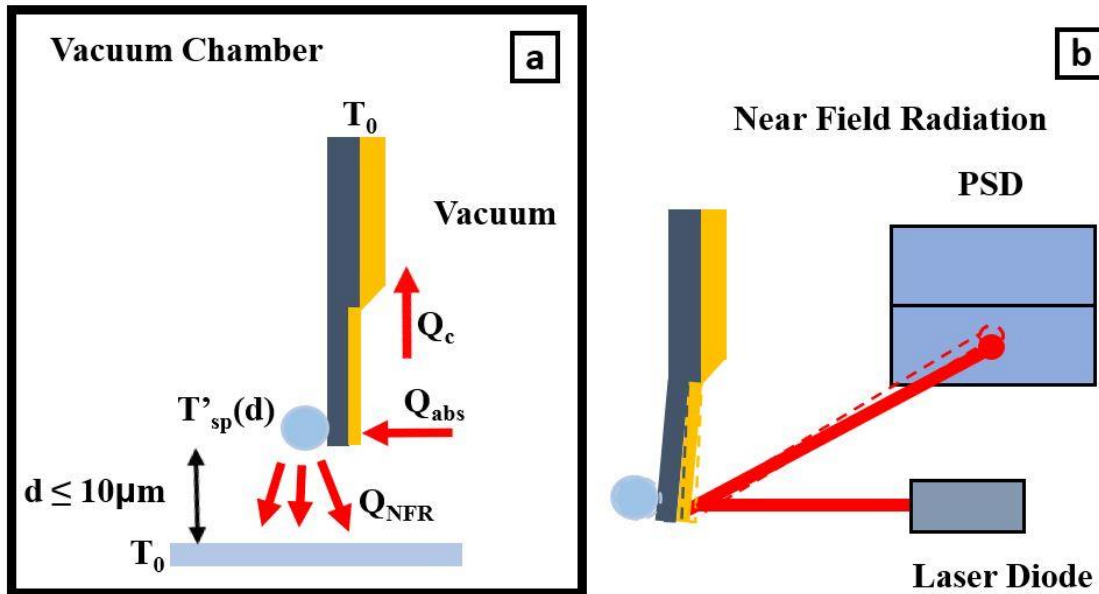 Vacuum Chamber
a
T0
Vacuum
Qc
T'sp(d)
Qabs
d ≤ 10μm
QNFR
T0
b
Near Field Radiation
PSD
Laser Diode